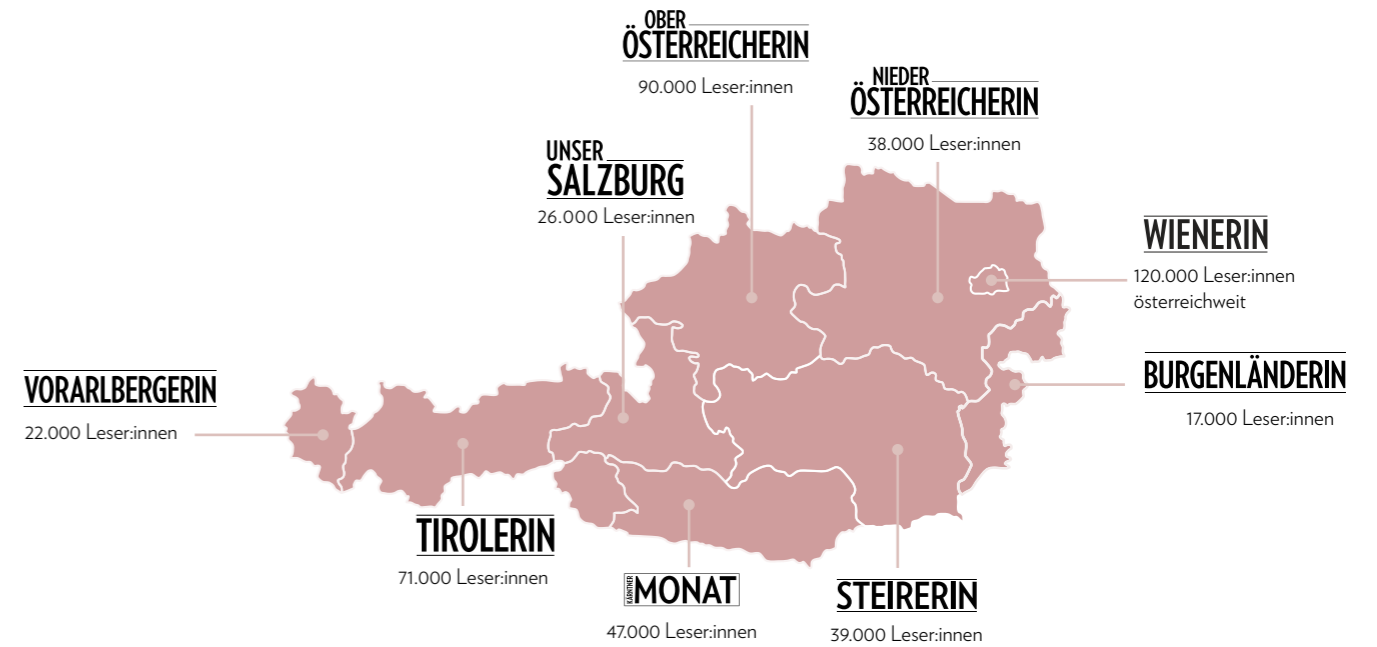 OBER
ÖSTERREICHERIN
90.000 Leser:innen
NIEDER
ÖSTERREICHERIN
38.000 Leser:innen
UNSER
SALZBURG
26.000 Leser:innen
WIENERIN
120.000 Leser:innen
österreichweit
BURGENLÄNDERIN
17.000 Leser:innen
VORARLBERGERIN
22.000 Leser:innen
TIROLERIN
71.000 Leser:innen
KÄRNTNER
MONAT
47.000 Leser:innen
STEIRERIN
39.000 Leser:innen